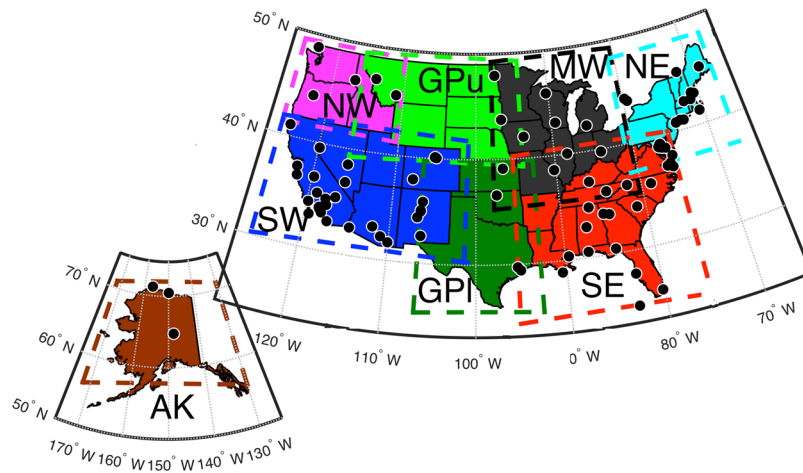 50° N
40° N
30° N
NW
GPu
MW
NE
SW
GPl
SE
120° W
110° W
100° W
0° W
80° W
70° W
70° N
60° N
50° N
AK
170° W
160° W
150° W
140° W
130° W